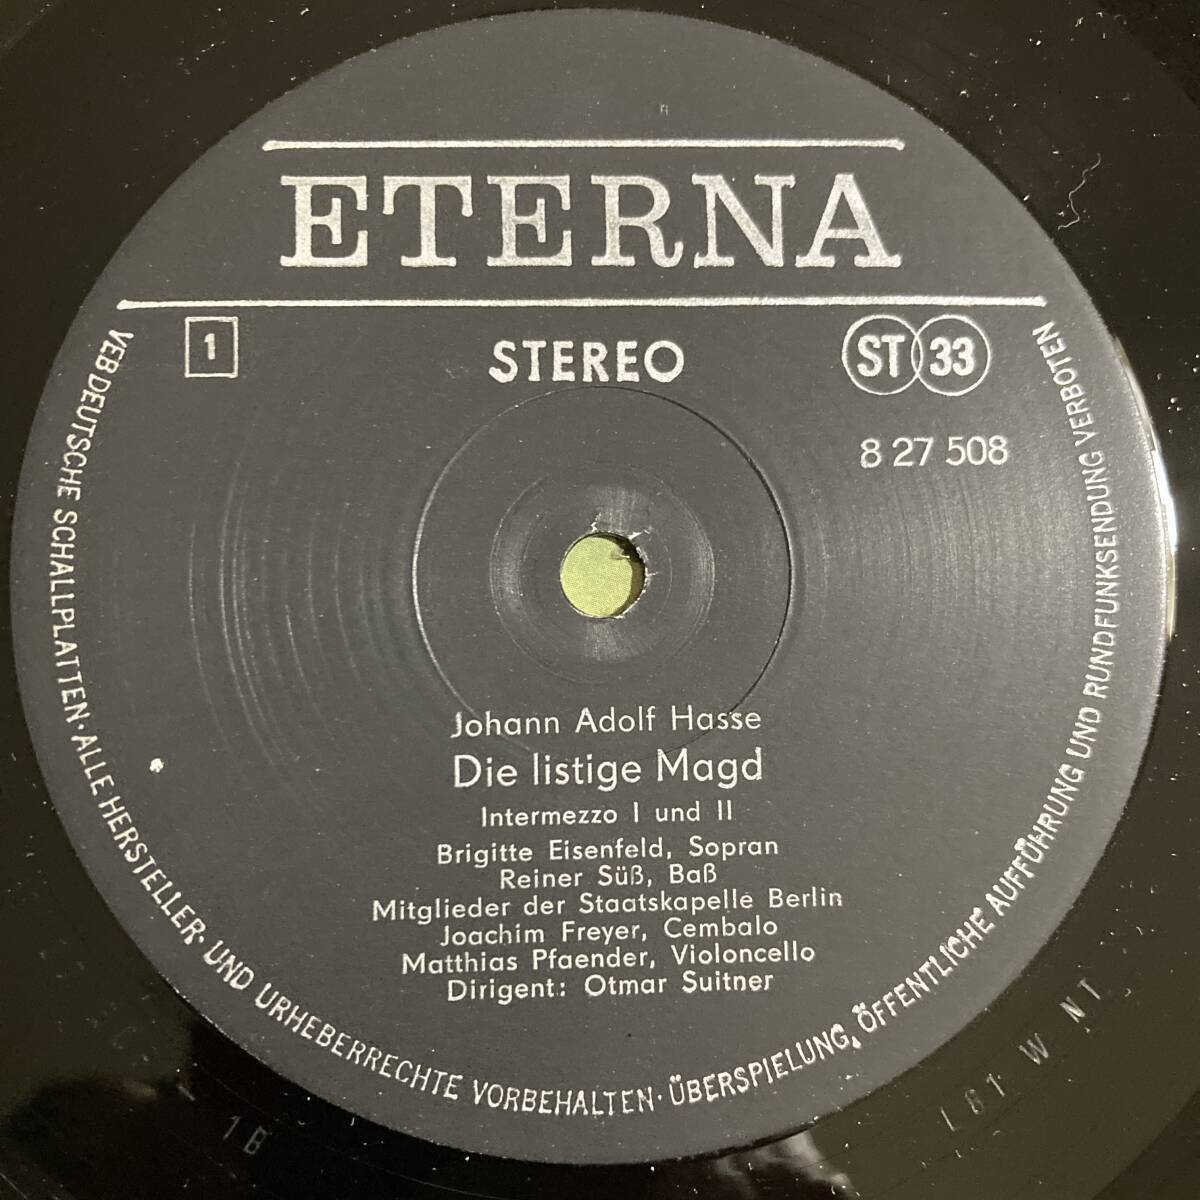 ETERNA
1
STEREO
ST 33
8 27 508
Johann Adolf Hasse
Die listige Magd
Intermezzo I und II
Brigitte Eisenfeld, Sopran
Reiner Süß, Baß
Mitglieder der Staatskapelle Berlin
Joachim Freyer, Cembalo
Matthias Pfaender, Violoncello
Dirigent: Otmar Suitner
VEB DEUTSCHE SCHALLPLATTEN · ALLE HERSTELLER- UND URHEBERRECHTE VORBEHALTEN · ÜBERSPIELUNG, ÖFFENTLICHE AUFFÜHRUNG UND RUNDFUNKSENDUNG VERBOTEN
1B
W NT